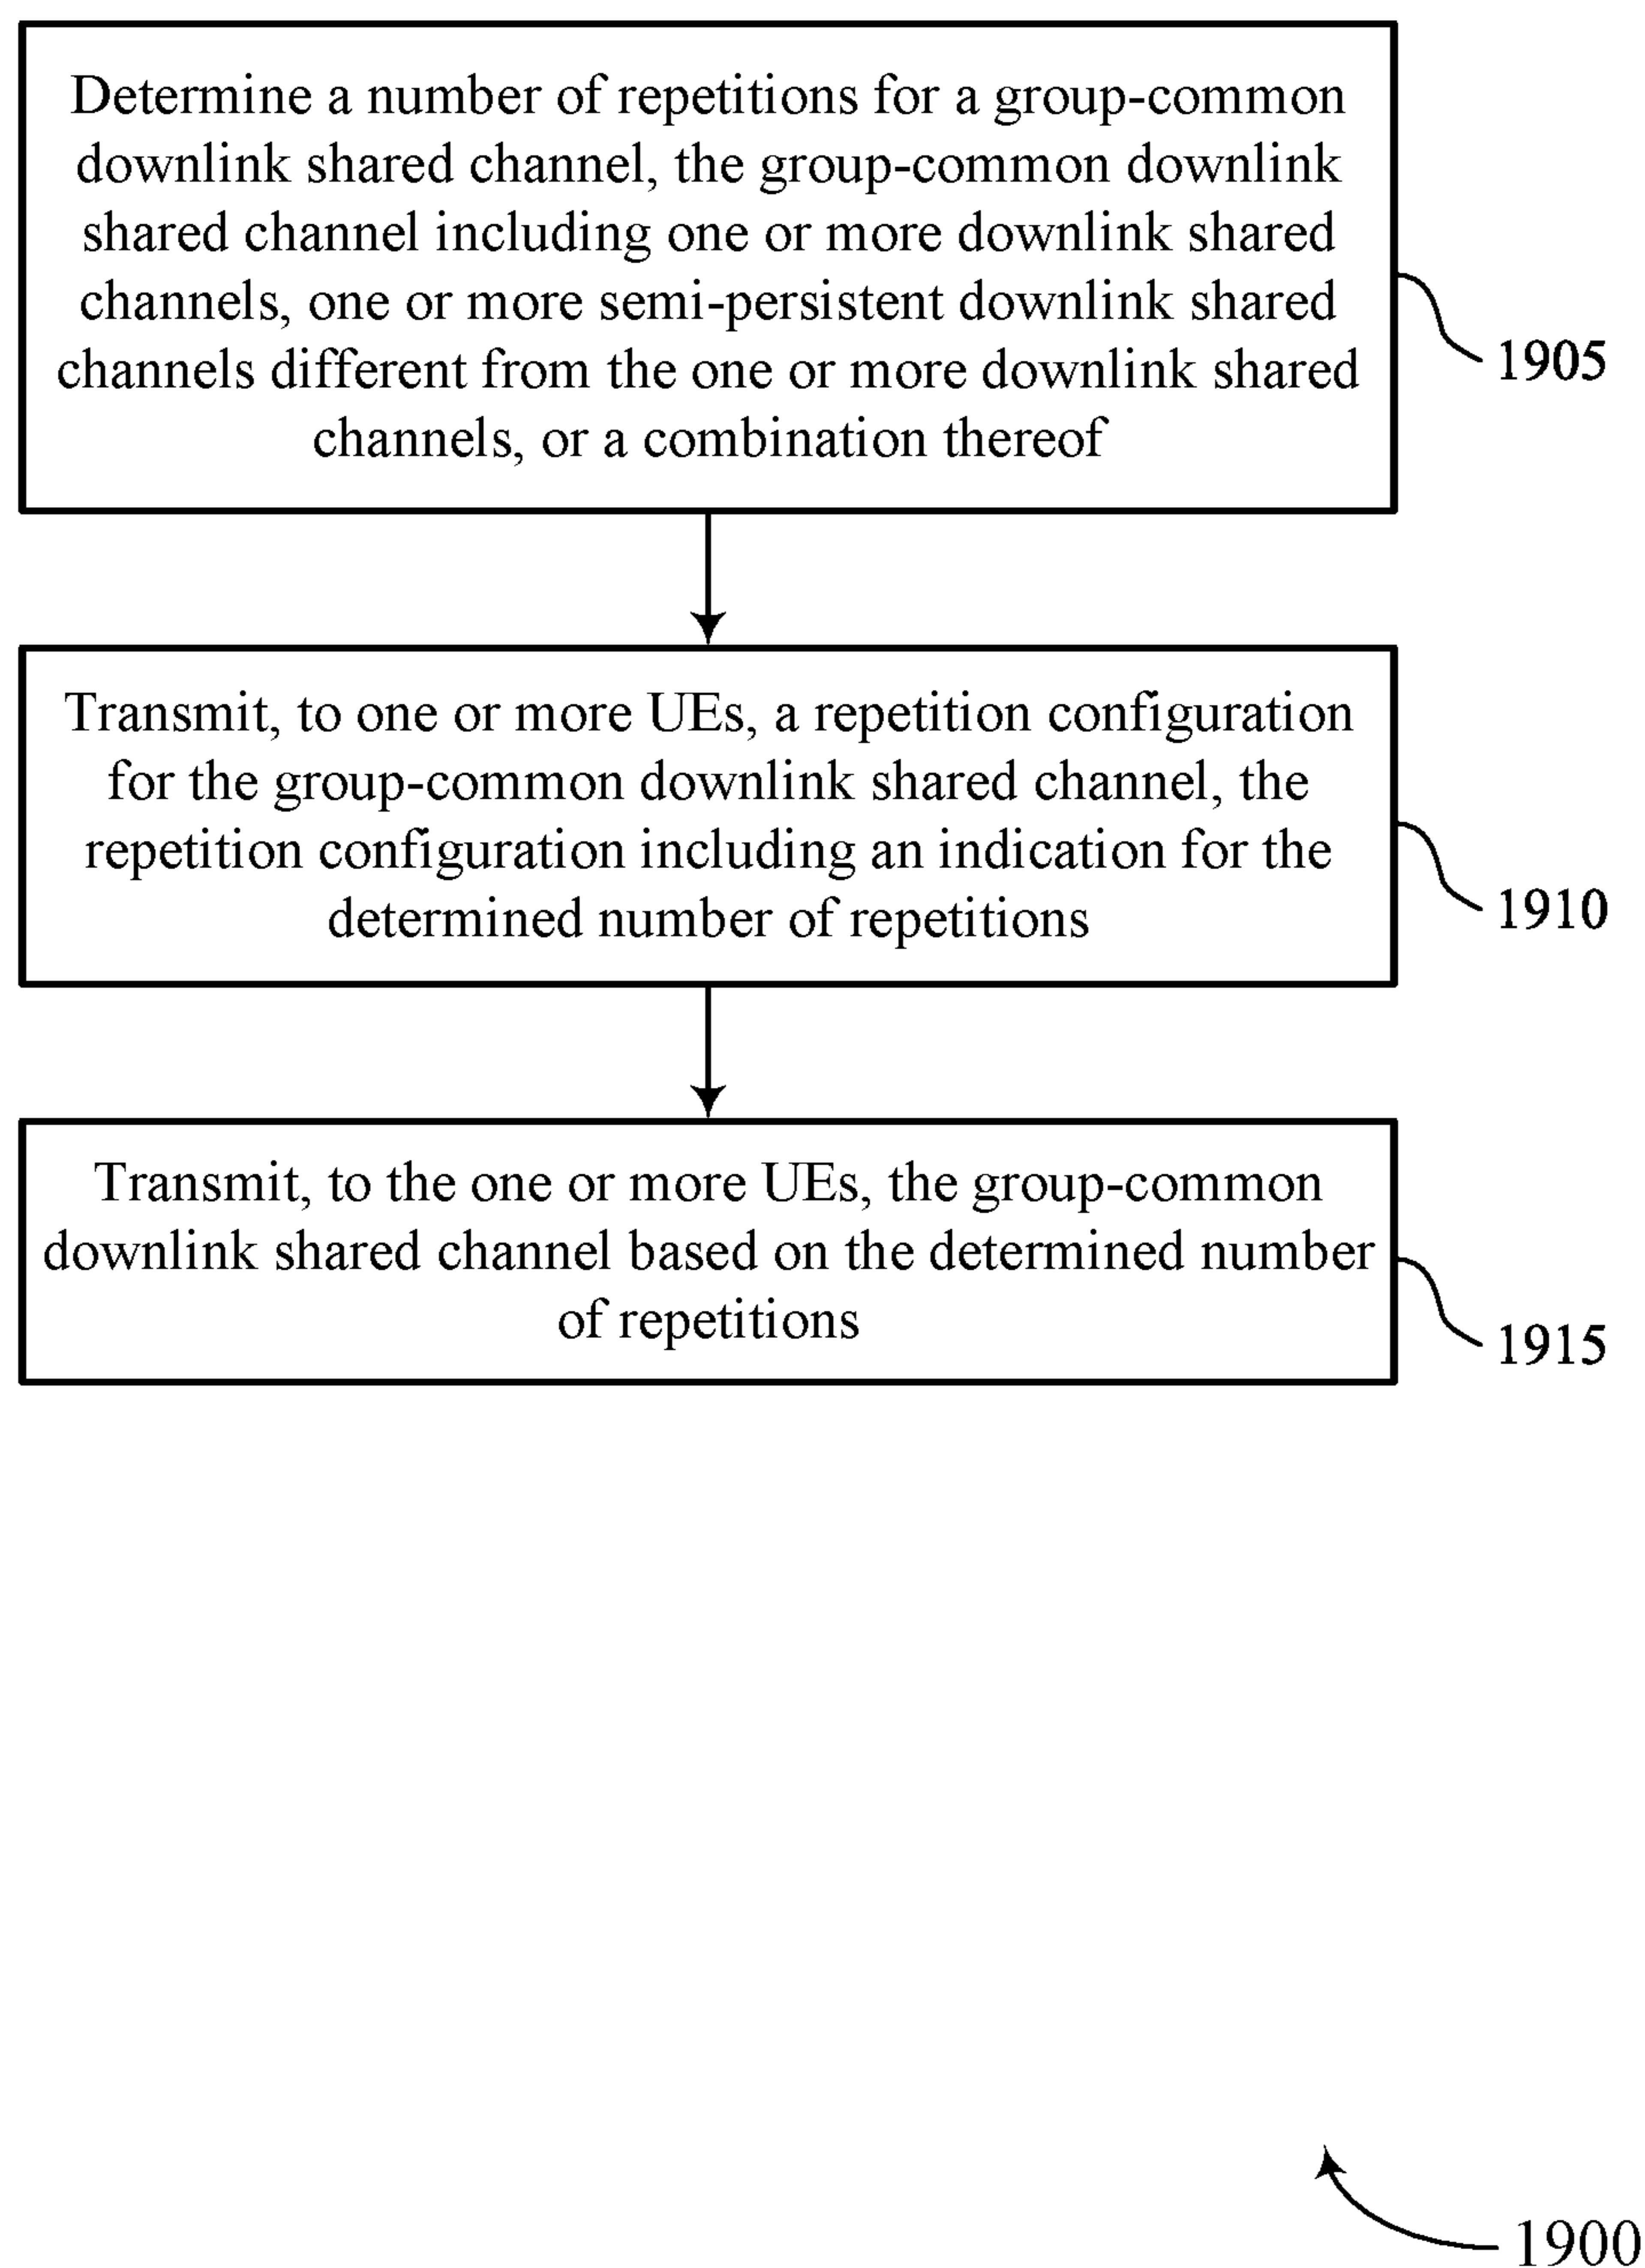 Determine a number of repetitions for a group-common
downlink shared channel, the group-common downlink
shared channel including one or more downlink shared
channels, one or more semi-persistent downlink shared
channels different from the one or more downlink shared
channels, or a combination thereof
1905
Transmit, to one or more UEs, a repetition configuration
for the group-common downlink shared channel, the
repetition configuration including an indication for the
determined number of repetitions
1910
Transmit, to the one or more UEs, the group-common
downlink shared channel based on the determined number
of repetitions
1915
1900